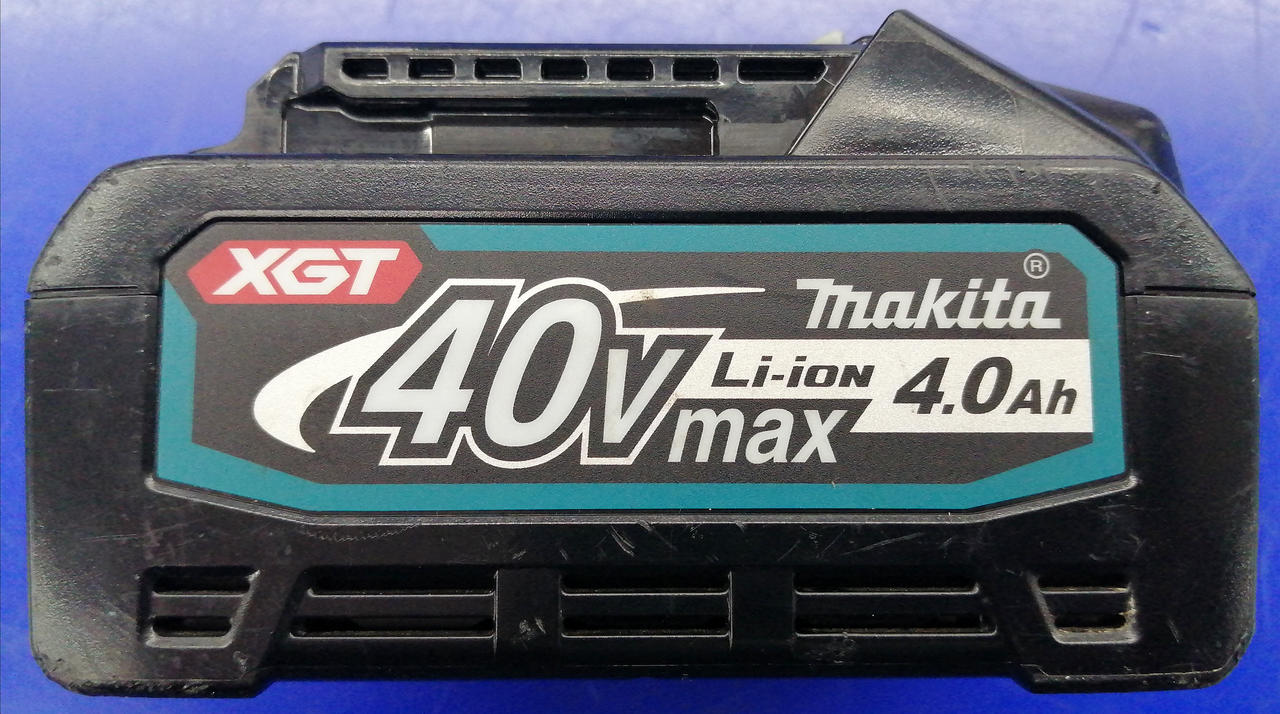 XGT
makita ®
40v max
Li-ion 4.0Ah